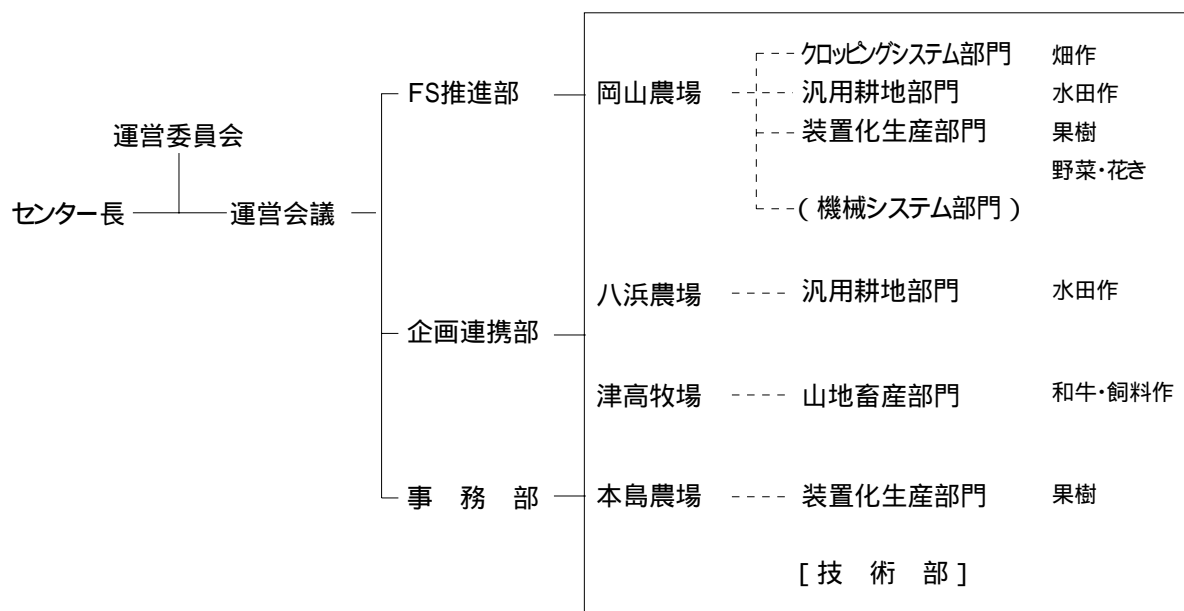 クロッピングシステム部門 畑作
FS推進部 岡山農場 汎用耕地部門 水田作
運営委員会 装置化生産部門 果樹
野菜・花き
センター長 運営会議 (機械システム部門)
八浜農場 汎用耕地部門 水田作
企画連携部
津高牧場 山地畜産部門 和牛・飼料作
事 務 部 本島農場 装置化生産部門 果樹
[技 術 部]